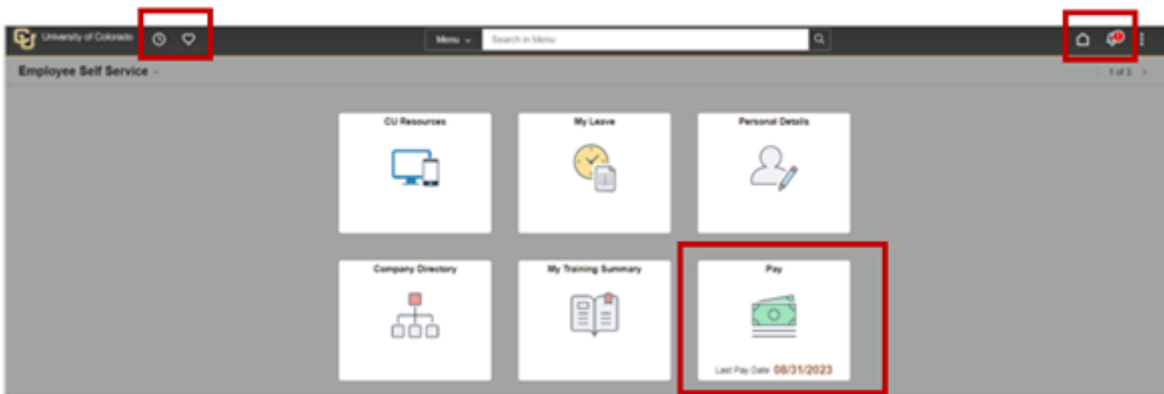 University of Colorado Menu Search in Menu
Employee Self Service 1 of 3
CU Resources My Leave Personal Details
Company Directory My Training Summary Pay
Last Pay Date 08/31/2023